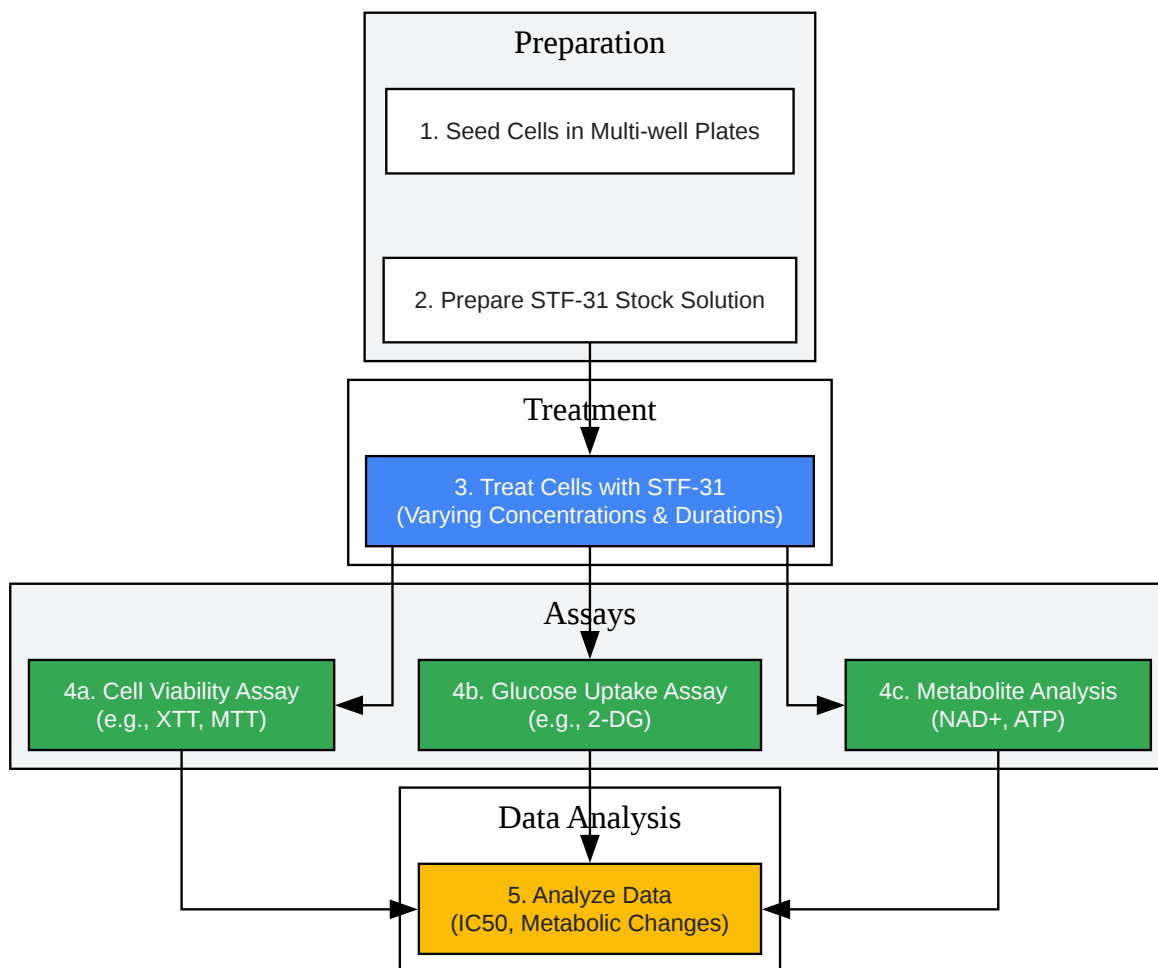 Preparation
1. Seed Cells in Multi-well Plates
2. Prepare STF-31 Stock Solution
Treatment
3. Treat Cells with STF-31
(Varying Concentrations & Durations)
Assays
4a. Cell Viability Assay
(e.g., XTT, MTT)
4b. Glucose Uptake Assay
(e.g., 2-DG)
4c. Metabolite Analysis
(NAD+, ATP)
Data Analysis
5. Analyze Data
(IC50, Metabolic Changes)